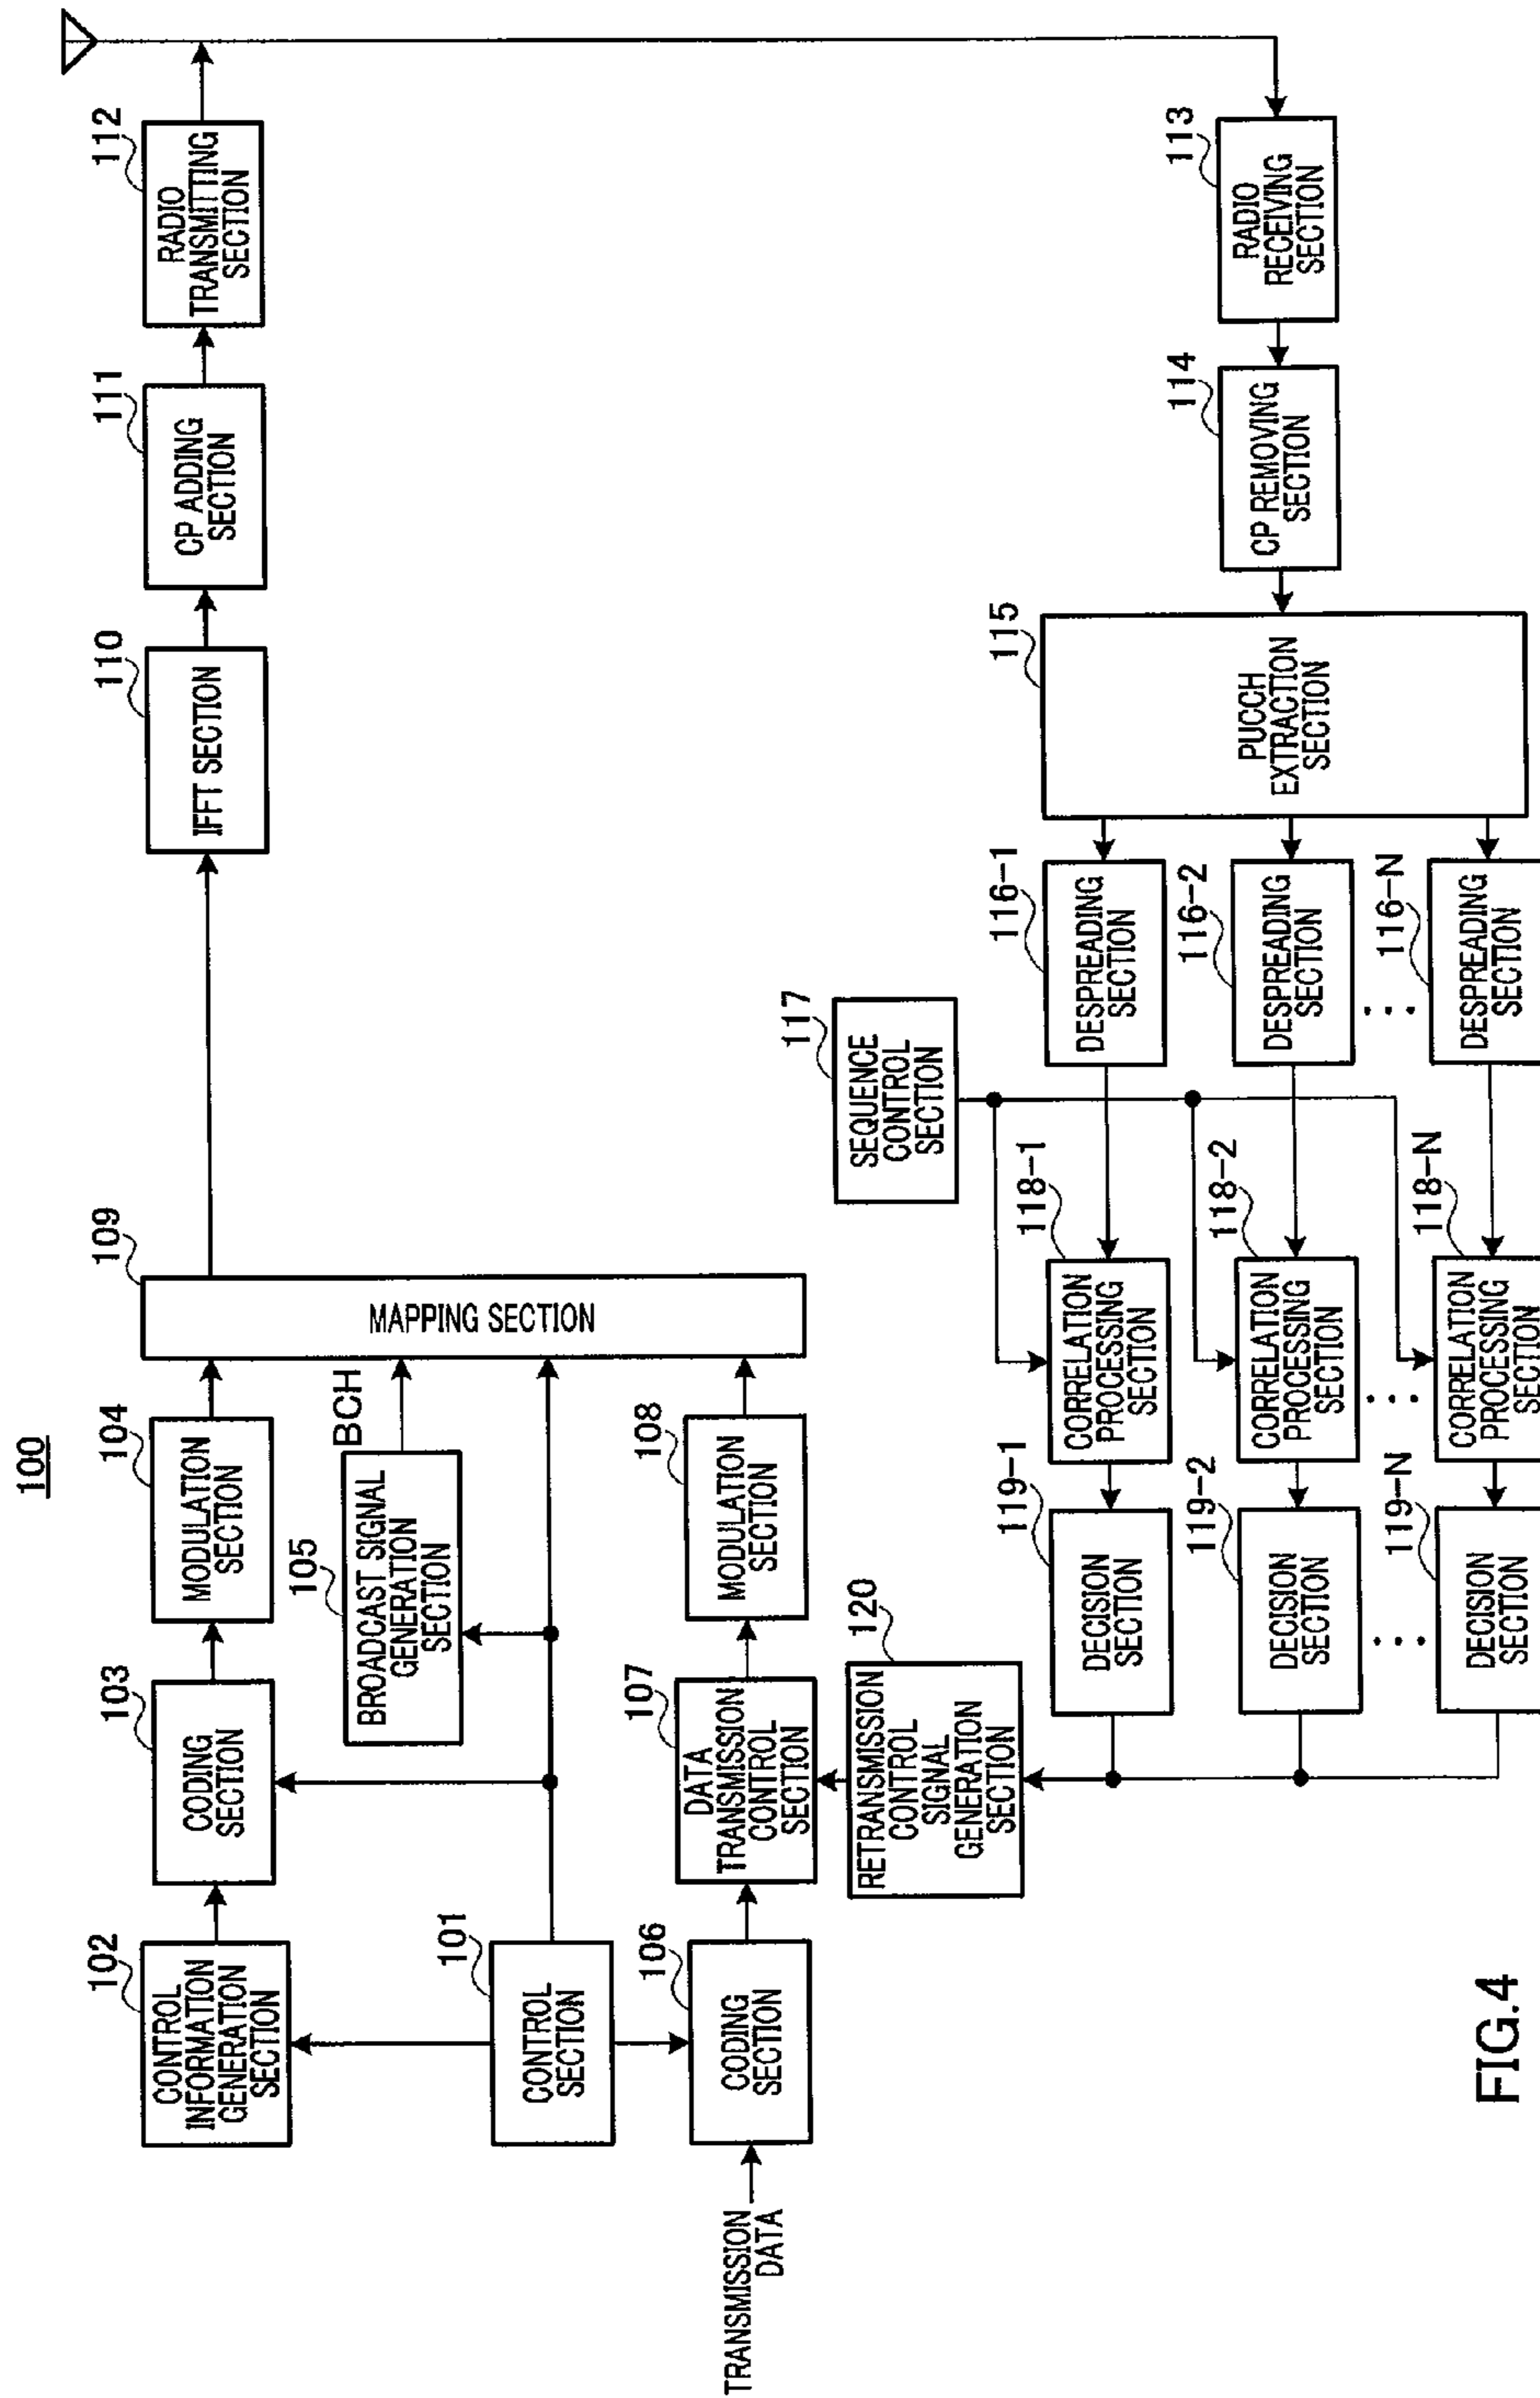 100
102
CONTROL
INFORMATION
GENERATION
SECTION
103
CODING
SECTION
104
MODULATION
SECTION
109
MAPPING SECTION
110
IFFT SECTION
111
CP ADDING
SECTION
112
RADIO
TRANSMITTING
SECTION
105
BROADCAST SIGNAL
GENERATION
SECTION
BCH
101
CONTROL
SECTION
TRANSMISSION
DATA
106
CODING
SECTION
107
DATA
TRANSMISSION
CONTROL
SECTION
108
MODULATION
SECTION
120
RETRANSMISSION
CONTROL
SIGNAL
GENERATION
SECTION
117
SEQUENCE
CONTROL
SECTION
119-1
DECISION
SECTION
118-1
CORRELATION
PROCESSING
SECTION
116-1
DESPREADING
SECTION
115
PUCCH
EXTRACTION
SECTION
114
CP REMOVING
SECTION
113
RADIO
RECEIVING
SECTION
119-2
DECISION
SECTION
118-2
CORRELATION
PROCESSING
SECTION
116-2
DESPREADING
SECTION
...
...
...
119-N
DECISION
SECTION
118-N
CORRELATION
PROCESSING
SECTION
116-N
DESPREADING
SECTION
FIG.4